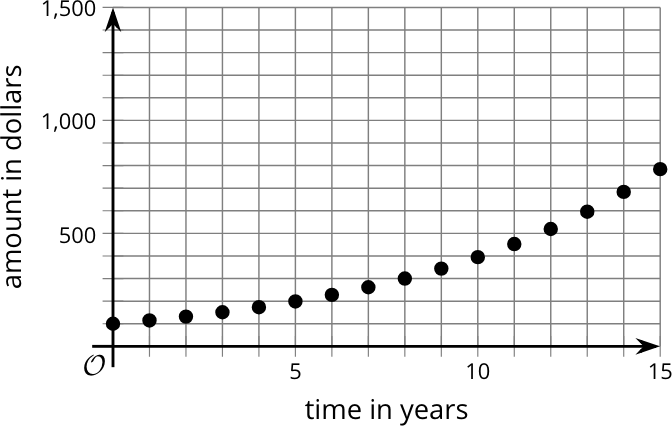 1,500
1,000
500
amount in dollars
𝒪
5
10
15
time in years